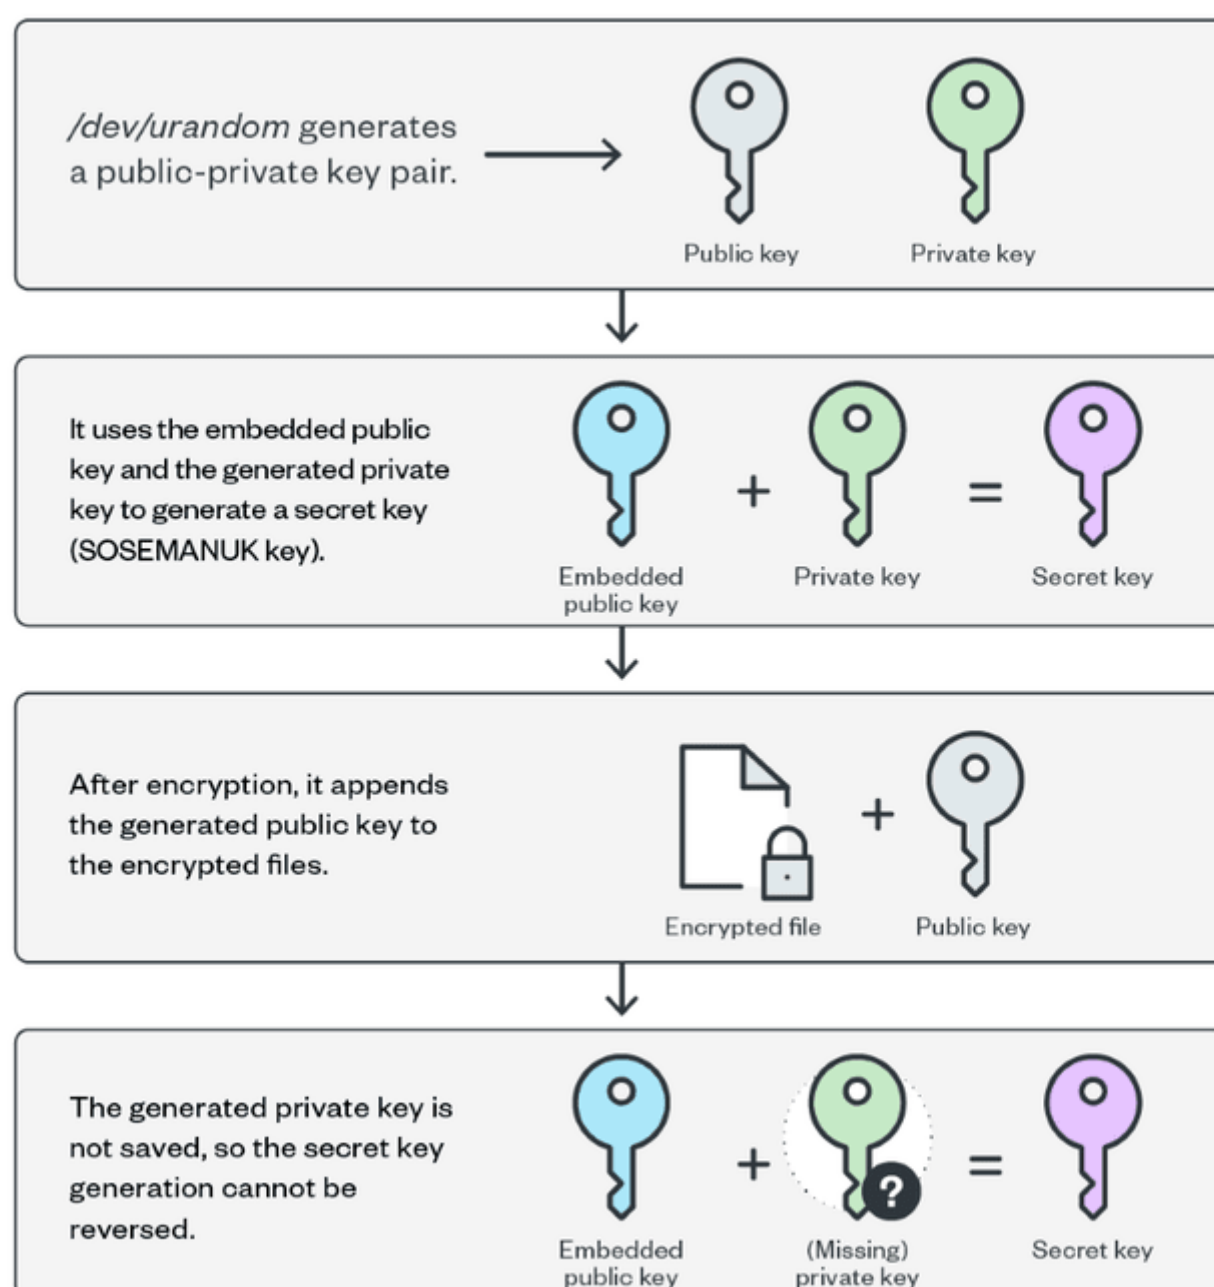 /dev/urandom generates
a public-private key pair.
Public key
Private key
It uses the embedded public
key and the generated private
key to generate a secret key
(SOSEMANUK key).
+
=
Embedded
public key
Private key
Secret key
After encryption, it appends
the generated public key to
the encrypted files.
+
Encrypted file
Public key
The generated private key is
not saved, so the secret key
generation cannot be
reversed.
+
?
=
Embedded
public key
(Missing)
private key
Secret key